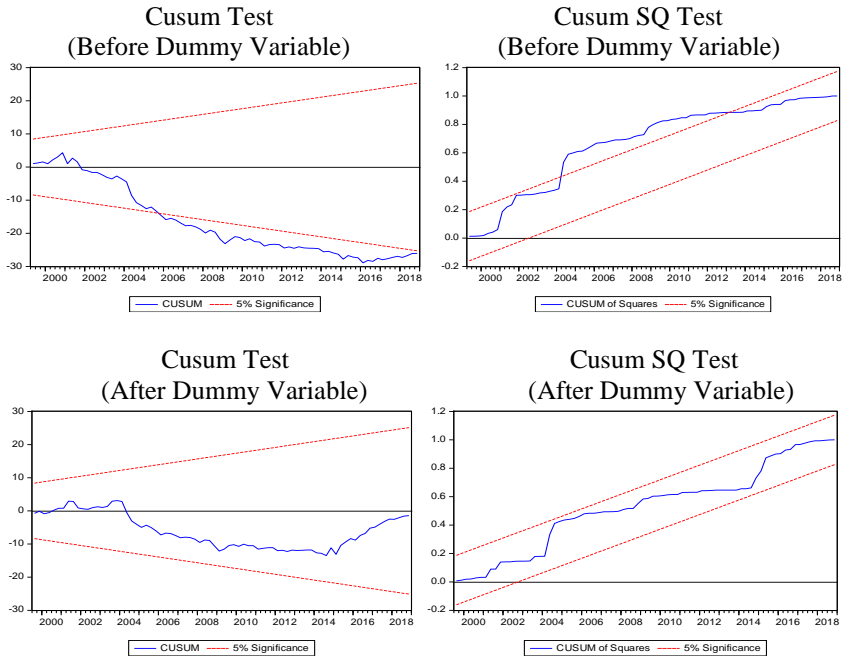 Cusum Test
(Before Dummy Variable)
30
20
10
0
-10
-20
-30
2000 2002 2004 2006 2008 2010 2012 2014 2016 2018
CUSUM 5% Significance
Cusum SQ Test
(Before Dummy Variable)
1.2
1.0
0.8
0.6
0.4
0.2
0.0
-0.2
2000 2002 2004 2006 2008 2010 2012 2014 2016 2018
CUSUM of Squares 5% Significance
Cusum Test
(After Dummy Variable)
30
20
10
0
-10
-20
-30
2000 2002 2004 2006 2008 2010 2012 2014 2016 2018
CUSUM 5% Significance
Cusum SQ Test
(After Dummy Variable)
1.2
1.0
0.8
0.6
0.4
0.2
0.0
-0.2
2000 2002 2004 2006 2008 2010 2012 2014 2016 2018
CUSUM of Squares 5% Significance